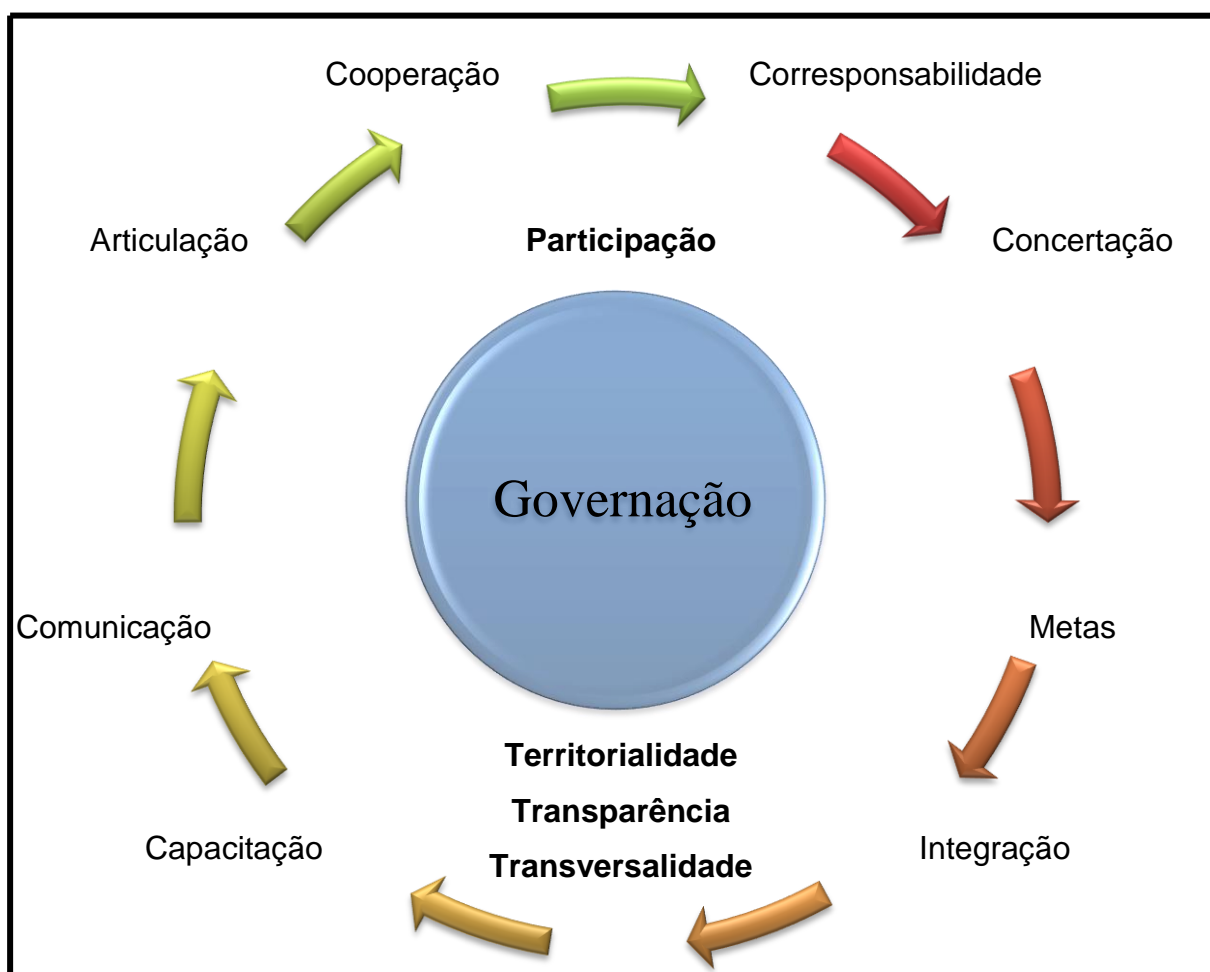 Cooperação
Corresponsabilidade
Articulação
Participação
Concertação
Governação
Comunicação
Metas
Territorialidade
Transparência
Capacitação
Transversalidade
Integração